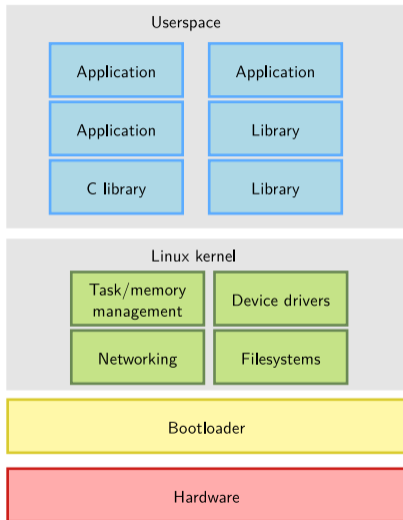 Userspace
Application
Application
Application
Library
C library
Library
Linux kernel
Task/memory
management
Device drivers
Networking
Filesystems
Bootloader
Hardware